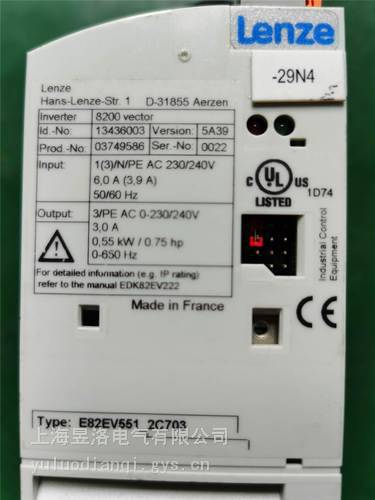 Lenze
-29N4
Lenze
Hans-Lenze-Str. 1 D-31855 Aerzen
Inverter 8200 vector
Id.-No: 13436003 Version: 5A39
Prod.-No: 03749586 Ser.-No: 0022
Input: 1(3)/N/PE AC 230/240V
6,0 A (3,9 A)
50/60 Hz
Output: 3/PE AC 0-230/240V
3,0 A
0,55 kW / 0.75 hp
0-650 Hz
For detailed information (e.g. IP rating)
refer to the manual EDK82EV222
Made in France
C UL US
LISTED
1D74
Industrial Control
Equipment
CE
Type: E82EV551_2C703
上海昱洛电气有限公司
yuluodianqi.gys.cn